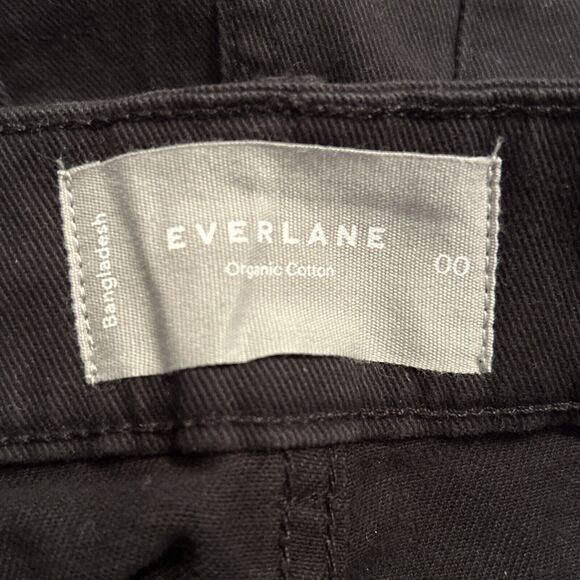 Bangladesh
EVERLANE
Organic Cotton
00